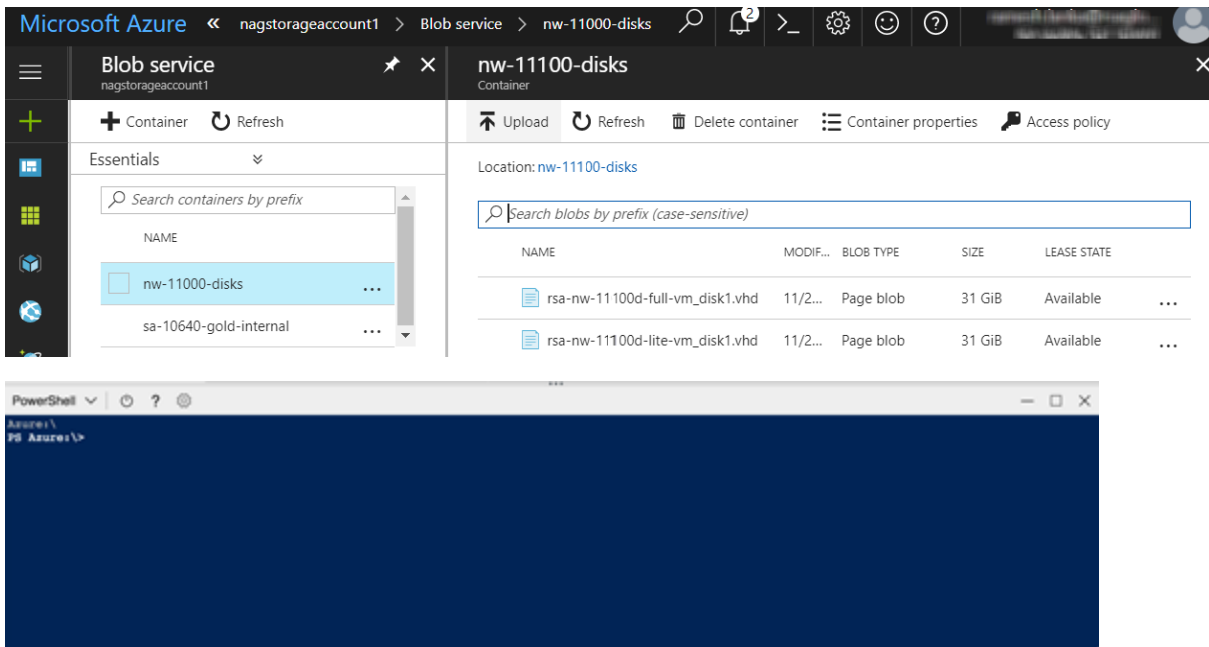 Microsoft Azure « nagstorageaccount1 > Blob service > nw-11000-disks 2 >_ ?
Blob service
nagstorageaccount1
Container Refresh
Essentials
Search containers by prefix
NAME
nw-11000-disks ...
sa-10640-gold-internal ...
nw-11100-disks
Container
Upload Refresh Delete container Container properties Access policy
Location: nw-11100-disks
Search blobs by prefix (case-sensitive)
NAME MODIF... BLOB TYPE SIZE LEASE STATE
rsa-nw-11100d-full-vm_disk1.vhd 11/2... Page blob 31 GiB Available ...
rsa-nw-11100d-lite-vm_disk1.vhd 11/2... Page blob 31 GiB Available ...
PowerShell ?
Azure:\
PS Azure:\>